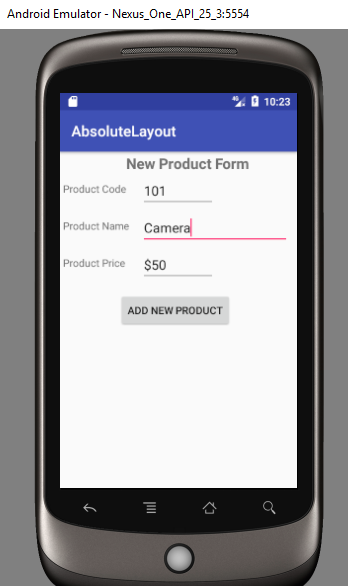 Android Emulator - Nexus_One_API_25_3:5554
4G 10:23
AbsoluteLayout
New Product Form
Product Code 101
Product Name Camera
Product Price $50
ADD NEW PRODUCT